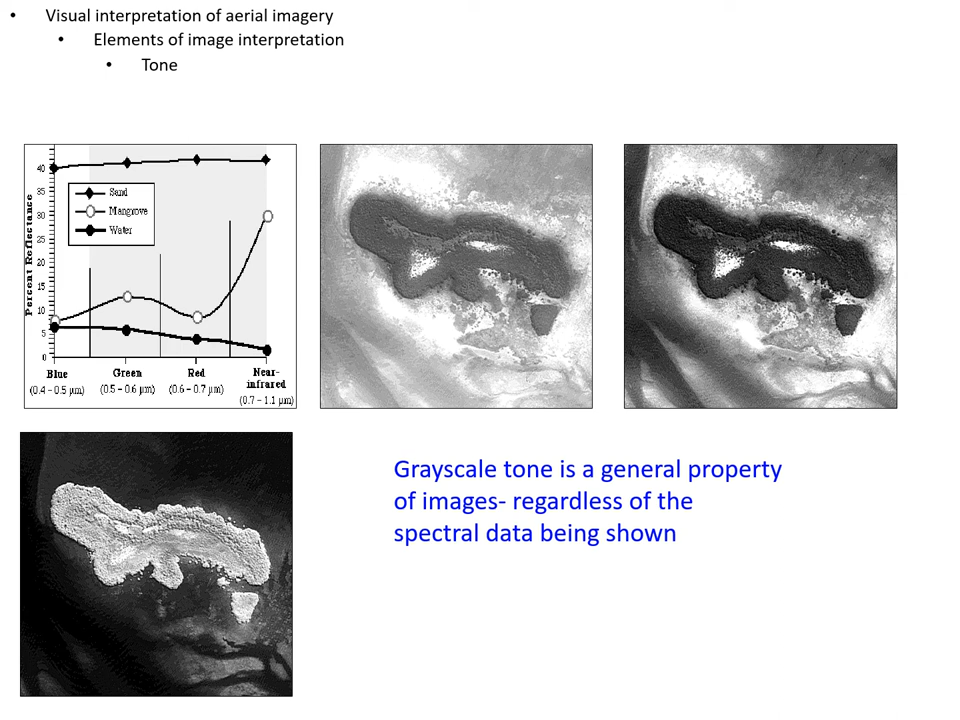 • Visual interpretation of aerial imagery
• Elements of image interpretation
• Tone
Percent Reflectance
40
35
30
25
20
15
10
5
0
Sand
Mangrove
Water
Blue
(0.4 – 0.5 µm)
Green
(0.5 – 0.6 µm)
Red
(0.6 – 0.7 µm)
Near-
infrared
(0.7 – 1.1 µm)
Grayscale tone is a general property
of images- regardless of the
spectral data being shown